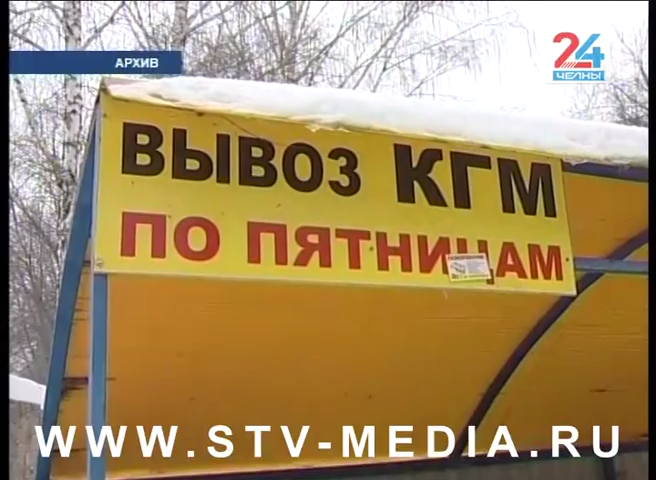 АРХИВ
24
ЧЕЛНЫ
ВЫВОЗ КГМ
ПО ПЯТНИЦАМ
WWW.STV-MEDIA.RU